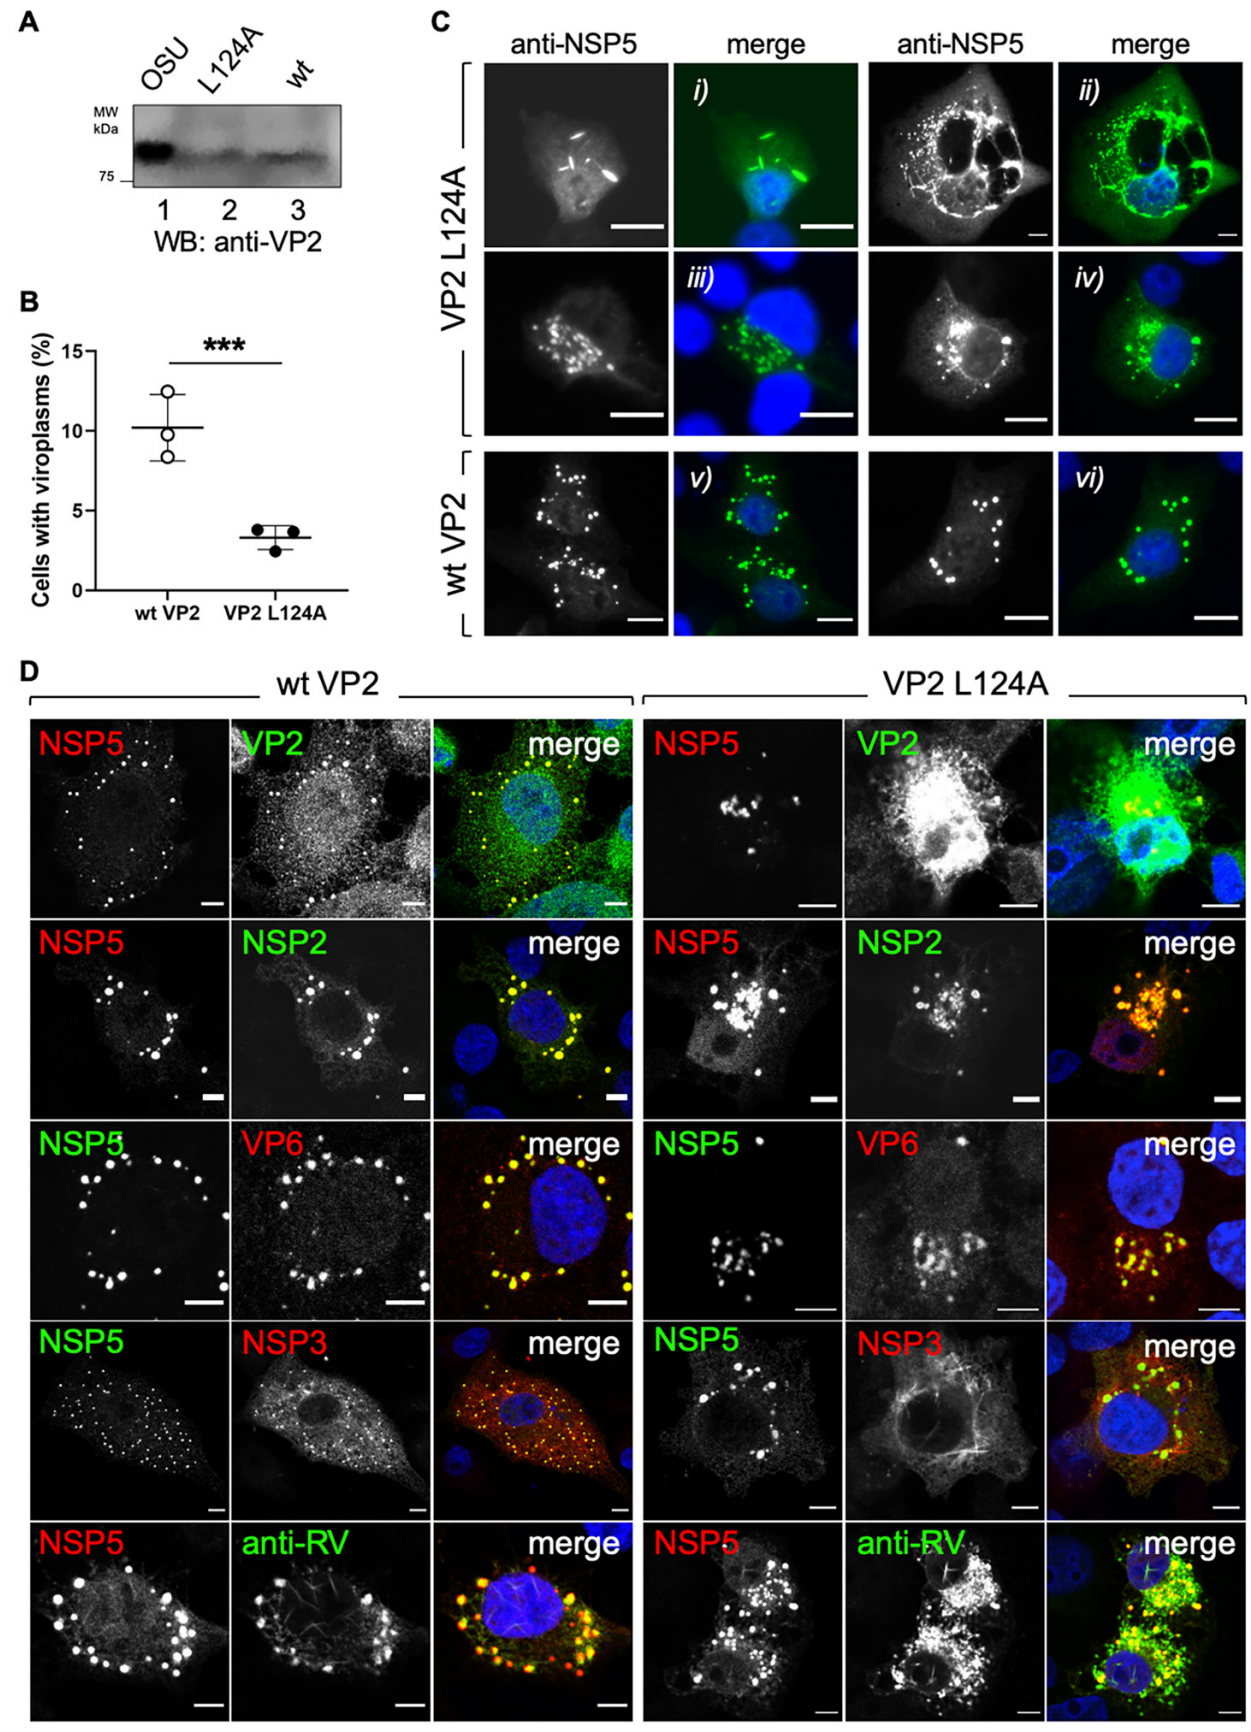 A
OSU
L124A
wt
MW
kDa
75
1 2 3
WB: anti-VP2
B
Cells with viroplasms (%)
15
10
5
0
***
wt VP2 VP2 L124A
C
anti-NSP5 merge anti-NSP5 merge
VP2 L124A
i) ii)
iii) iv)
wt VP2
v) vi)
D
wt VP2 VP2 L124A
NSP5 VP2 merge NSP5 VP2 merge
NSP5 NSP2 merge NSP5 NSP2 merge
NSP5 VP6 merge NSP5 VP6 merge
NSP5 NSP3 merge NSP5 NSP3 merge
NSP5 anti-RV merge NSP5 anti-RV merge